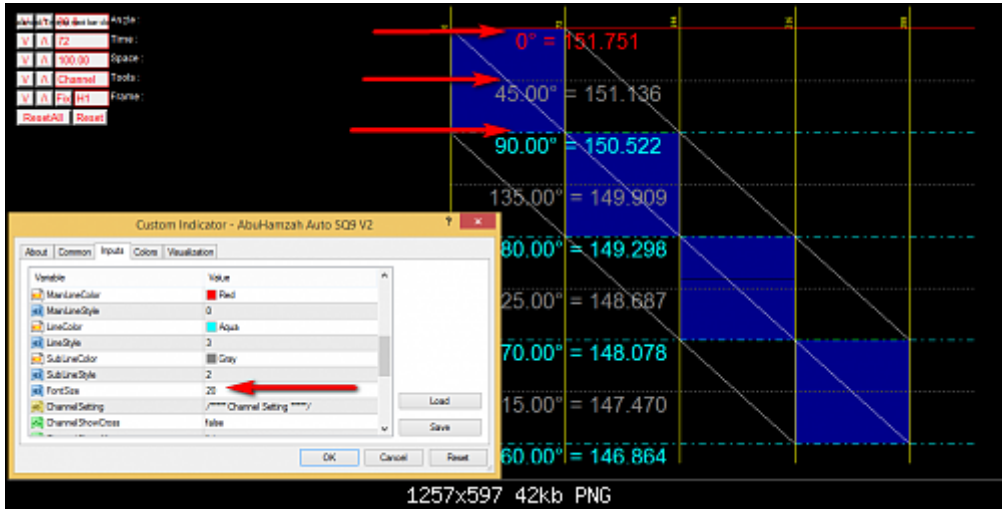 Angle :
V Λ 72 Time :
V Λ 100.00 Space :
V Λ Channel Tools :
V Λ Fix H1 Frame :
ResetAll Reset
72
144
288
0° = 151.751
45.00° = 151.136
90.00° = 150.522
135.00° = 149.909
80.00° = 149.298
25.00° = 148.687
70.00° = 148.078
15.00° = 147.470
60.00° = 146.864
Custom Indicator - AbuHamzah Auto SQ9 V2 ? ×
About Common Inputs Colors Visualization
Variable Value
MainLineColor Red
MainLineStyle 0
LineColor Aqua
LineStyle 3
SubLineColor Gray
SubLineStyle 2
FontSize 20
ChannelSetting /**** Channel Setting ****/
ChannelShowCross false
Load
Save
OK Cancel Reset
1257x597 42kb PNG